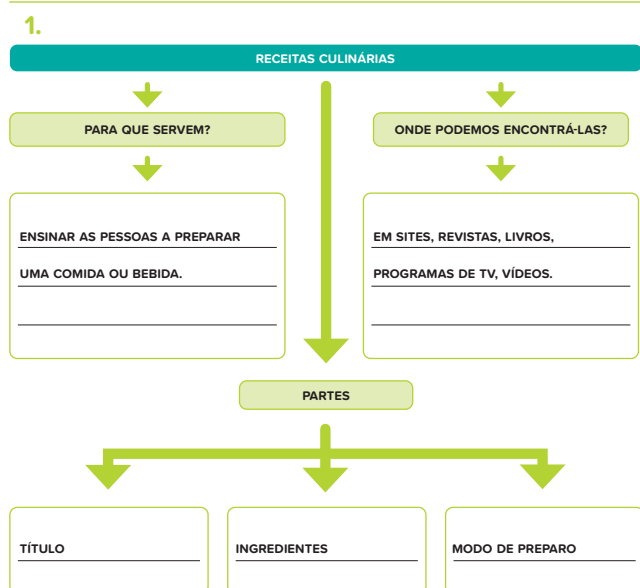 1.
RECEITAS CULINÁRIAS
PARA QUE SERVEM?
ONDE PODEMOS ENCONTRÁ-LAS?
ENSINAR AS PESSOAS A PREPARAR
UMA COMIDA OU BEBIDA.
EM SITES, REVISTAS, LIVROS,
PROGRAMAS DE TV, VÍDEOS.
PARTES
TÍTULO
INGREDIENTES
MODO DE PREPARO